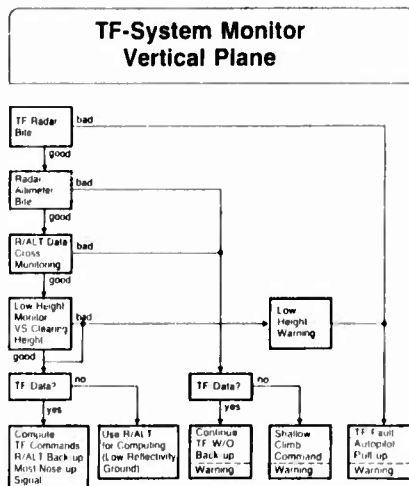 TF-System Monitor
Vertical Plane
TF Radar
Bite
bad
good
Radar
Altimeter
Bite
bad
good
R/ALT Data
Cross
Monitoring
bad
good
Low Height
Monitor
VS Clearing
Height
bad
good
Low
Height
Warning
TF Data?
no
yes
TF Data?
no
yes
Compute
TF Commands
R/ALT Back up
Most Nose up
Signal
Use R/ALT
for Computing
(Low Reflectivity
Ground)
Continue
TF W/O
Back-up
Warning
Shallow
Climb
Command
Warning
TF Fault
Autopilot
Pull up
Warning